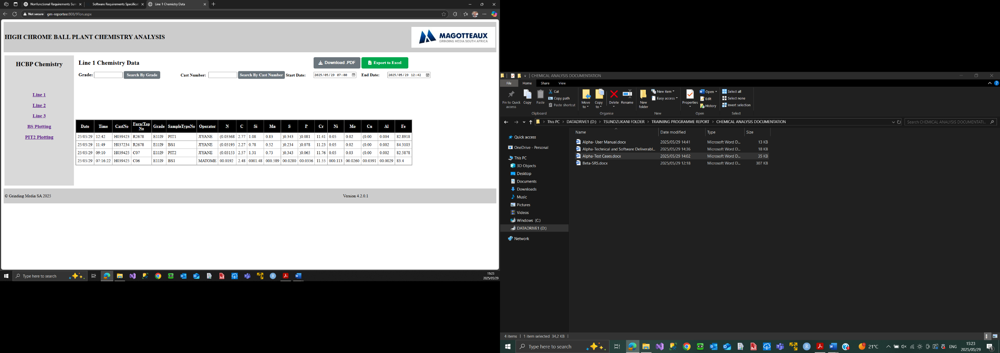 Nonfunctional Requirements Sum
Software Requirements Specificat
Line 1 Chemistry Data
Not secure gm-reportee:808/9Ton.aspx
HIGH CHROME BALL PLANT CHEMISTRY ANALYSIS
MAGOTTEAUX
GRINDING MEDIA SOUTH AFRICA
HCBP Chemistry
Line 1
Line 2
Line 3
BS Plotting
PIT2 Plotting
Line 1 Chemistry Data
Download .PDF
Export to Excel
Grade: Search By Grade Cast Number: Search By Cast Number Start Date: 2025/05/29 07:00 End Date: 2025/05/29 12:42
Date Time CastNo Furn/Tap No Grade SampleTypeNo Operator N C Si Mn S P Cr Ni Mo Cu Al Fe
25/05/29 12:42 H039423 R2678 E11I9 PIT1 JIYANE (0.03368 2.77 1.08 0.83 )0.343 )0.081 11.41 0.05 0.02 (0.00 0.004 82.8918
25/05/29 11:49 H037234 R2678 E11I9 BS1 JIYANE (0.03193 2.27 0.78 0.52 )0.234 )0.078 11.23 0.05 0.02 (0.00 0.002 84.3103
25/05/29 09:10 H039425 C07 E11I9 PIT2 JIYANE (0.03153 2.57 1.31 0.73 )0.343 )0.065 11.76 0.05 0.03 (0.00 0.002 82.5878
25/05/29 07:16:22 H039425 C06 E11I9 BS1 MATOME 00.0192 2.48 0001.48 000.589 00.0280 00.0336 11.55 000.113 00.0260 00.0391 00.0029 83.4
© Grinding Media SA 2025
Version 4.2.0.1
Type here to search
15:23
2025/05/29
CHEMICAL ANALYSIS DOCUMENTATION
File Home Share View
Pin to Quick access
Copy
Paste
Cut
Copy path
Paste shortcut
Clipboard
Move to
Copy to
Delete
Rename
Organise
New folder
New item
Easy access
New
Properties
Open
Edit
History
Open
Select all
Select none
Invert selection
Select
This PC > DATADRIVE1 (D:) > TSUNDZUKANI FOLDER > TRAINIING PROGRAMME REPORT > CHEMICAL ANALYSIS DOCUMENTATION
Search CHEMICAL ANALYSIS DOCUMENTATI...
Quick access
OneDrive - Personal
This PC
3D Objects
Desktop
Documents
Downloads
Music
Pictures
Videos
Windows (C:)
DATADRIVE1 (D:)
Network
Name Date modified Type Size
Alpha- User Manual.docx 2025/05/29 14:41 Microsoft Word D... 13 KB
Alpha-Technical and Software Deliverabl... 2025/05/29 14:36 Microsoft Word D... 18 KB
Alpha-Test Cases.docx 2025/05/29 14:02 Microsoft Word D... 35 KB
Beta-SRS.docx 2025/05/29 12:18 Microsoft Word D... 307 KB
4 items 1 item selected 34,2 KB
Type here to search
21°C
ENG
15:23
2025/05/29